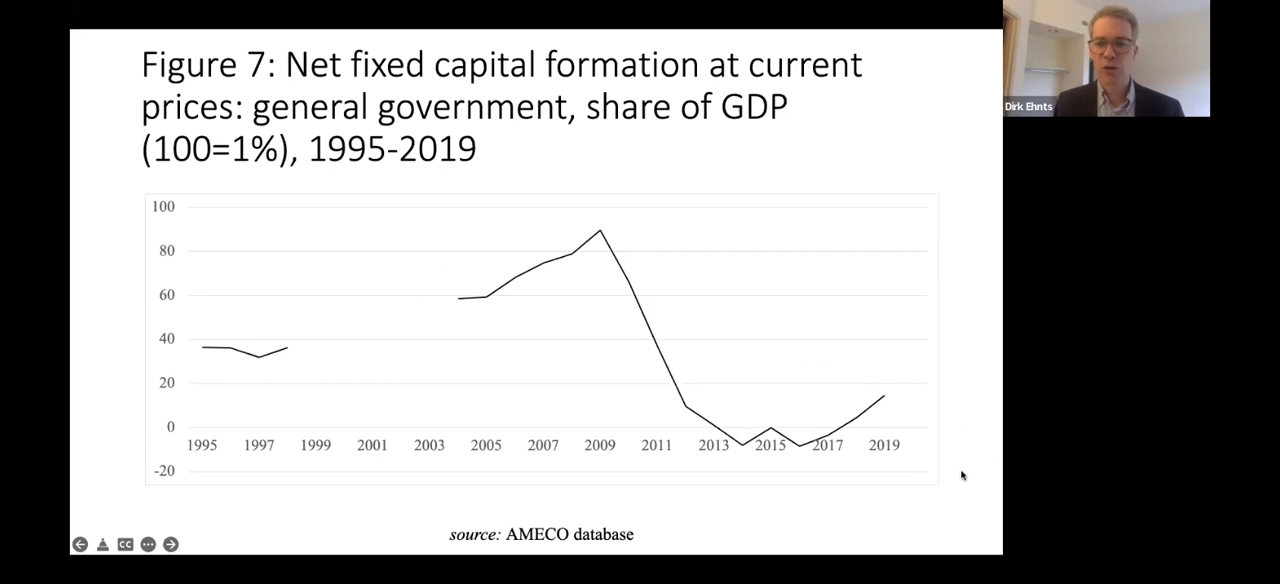 Figure 7: Net fixed capital formation at current
prices: general government, share of GDP
(100=1%), 1995-2019
Dirk Ehnts
100
80
60
40
20
0
1995 1997 1999 2001 2003 2005 2007 2009 2011 2013 2015 2017 2019
-20
source: AMECO database
CC